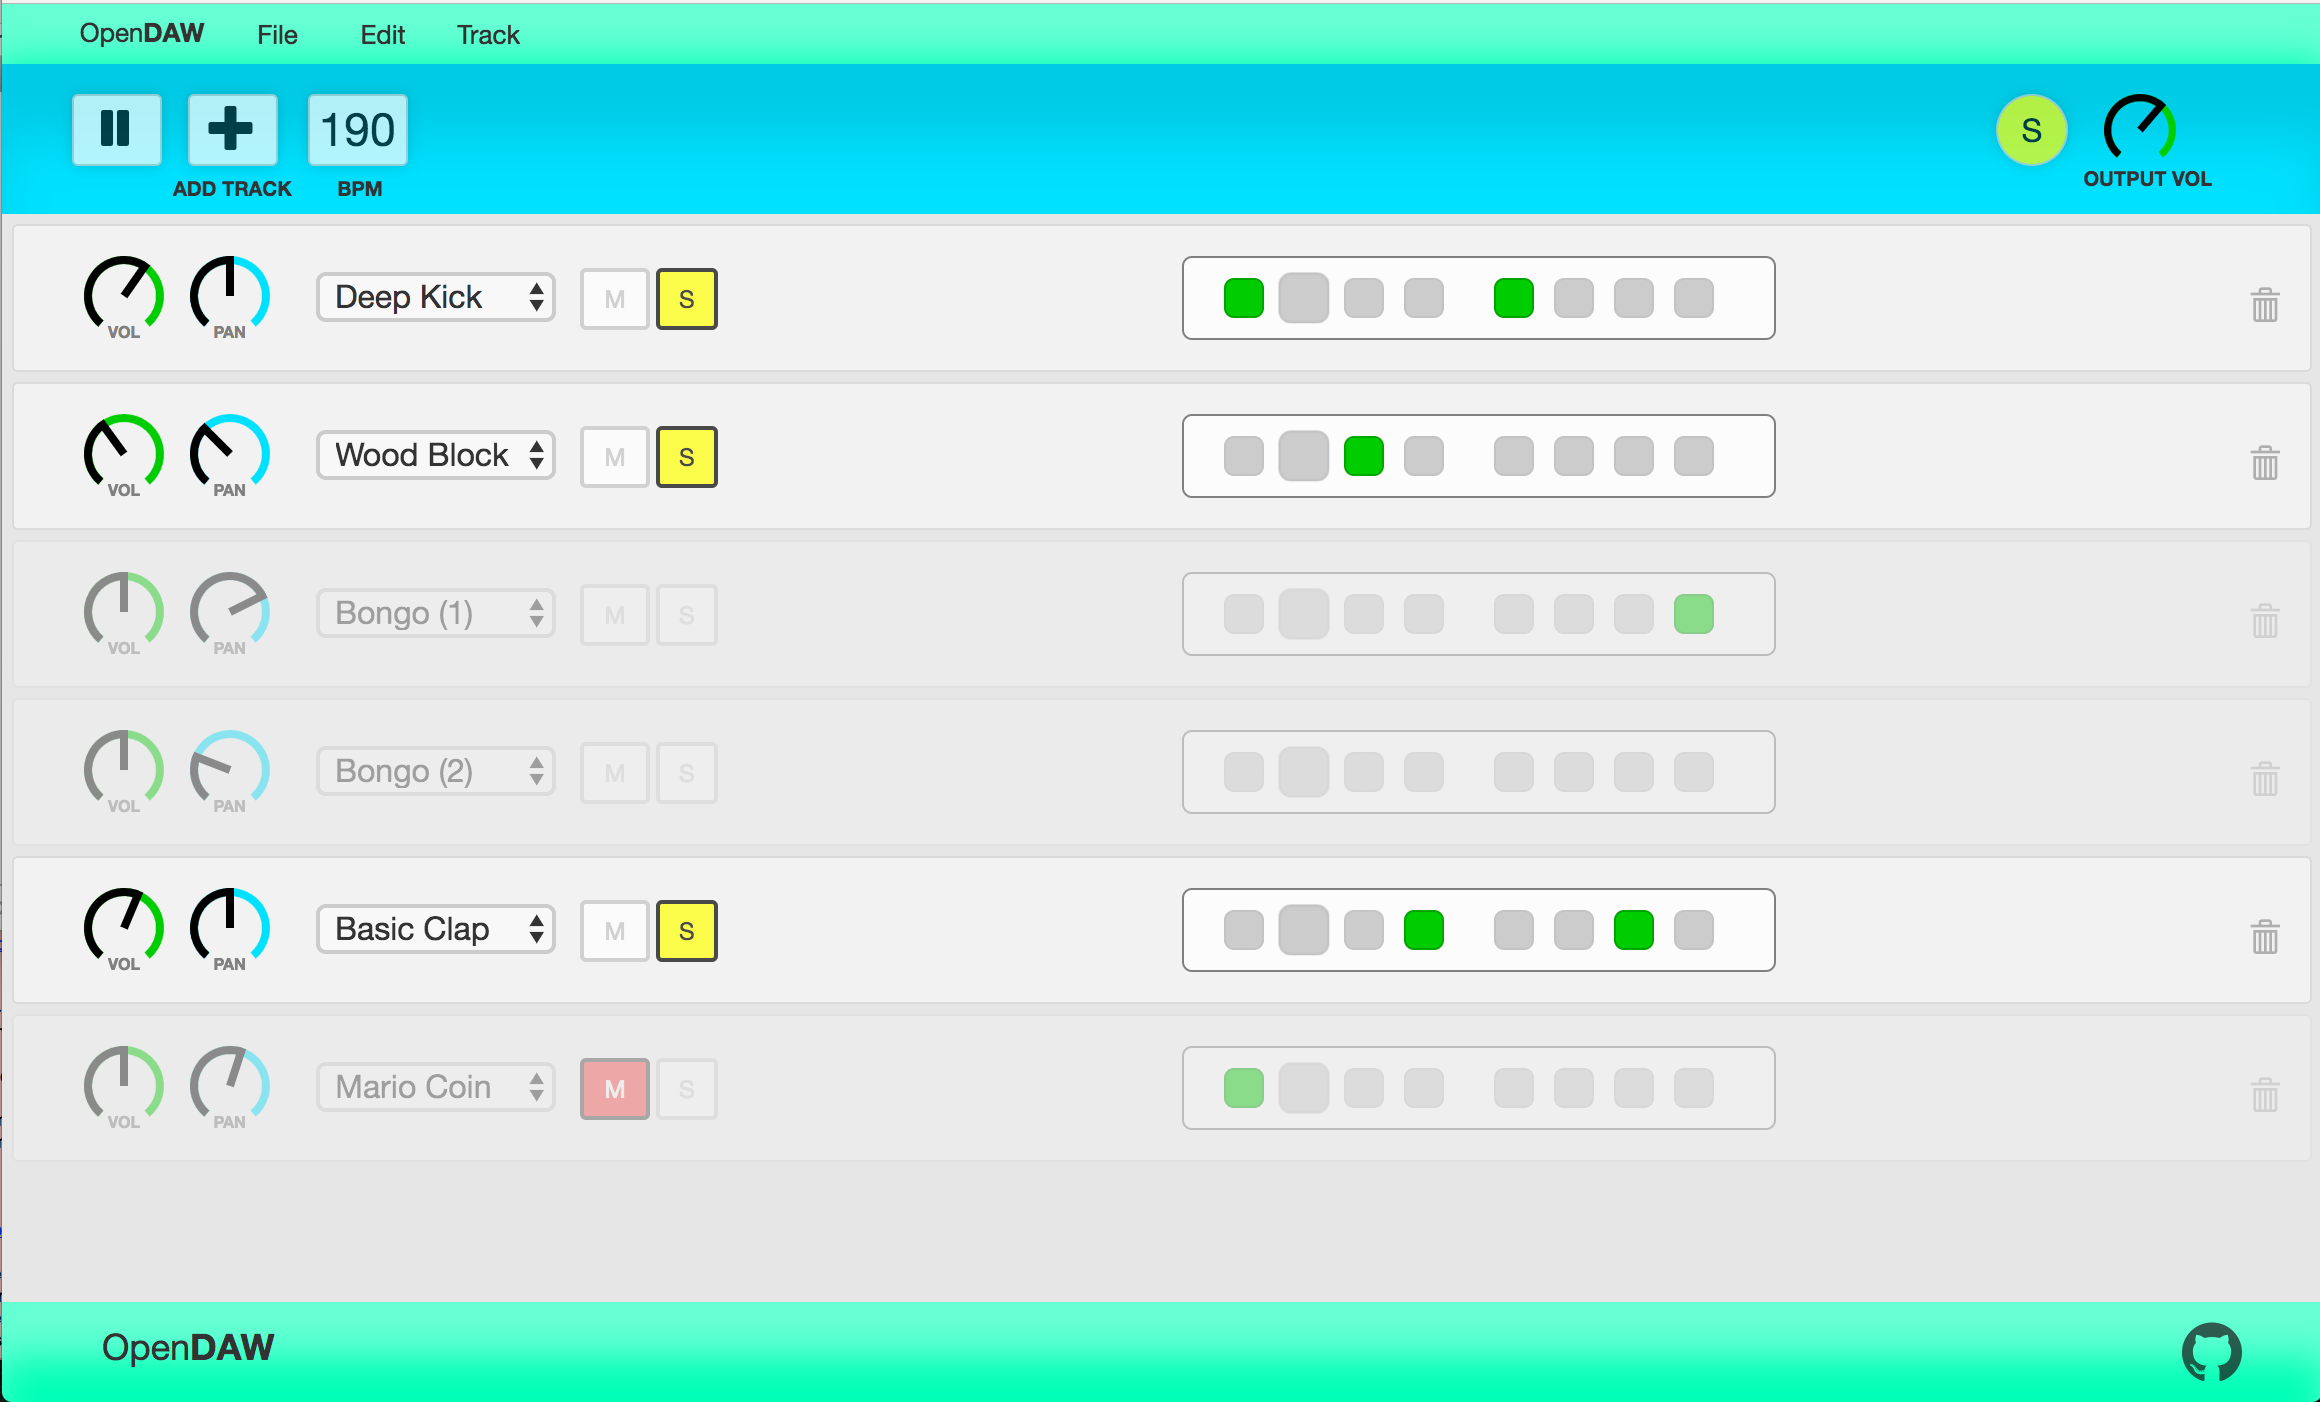 OpenDAW File Edit Track
190 S
ADD TRACK BPM OUTPUT VOL
VOL PAN Deep Kick M S
VOL PAN Wood Block M S
VOL PAN Bongo (1) M S
VOL PAN Bongo (2) M S
VOL PAN Basic Clap M S
VOL PAN Mario Coin M S
OpenDAW